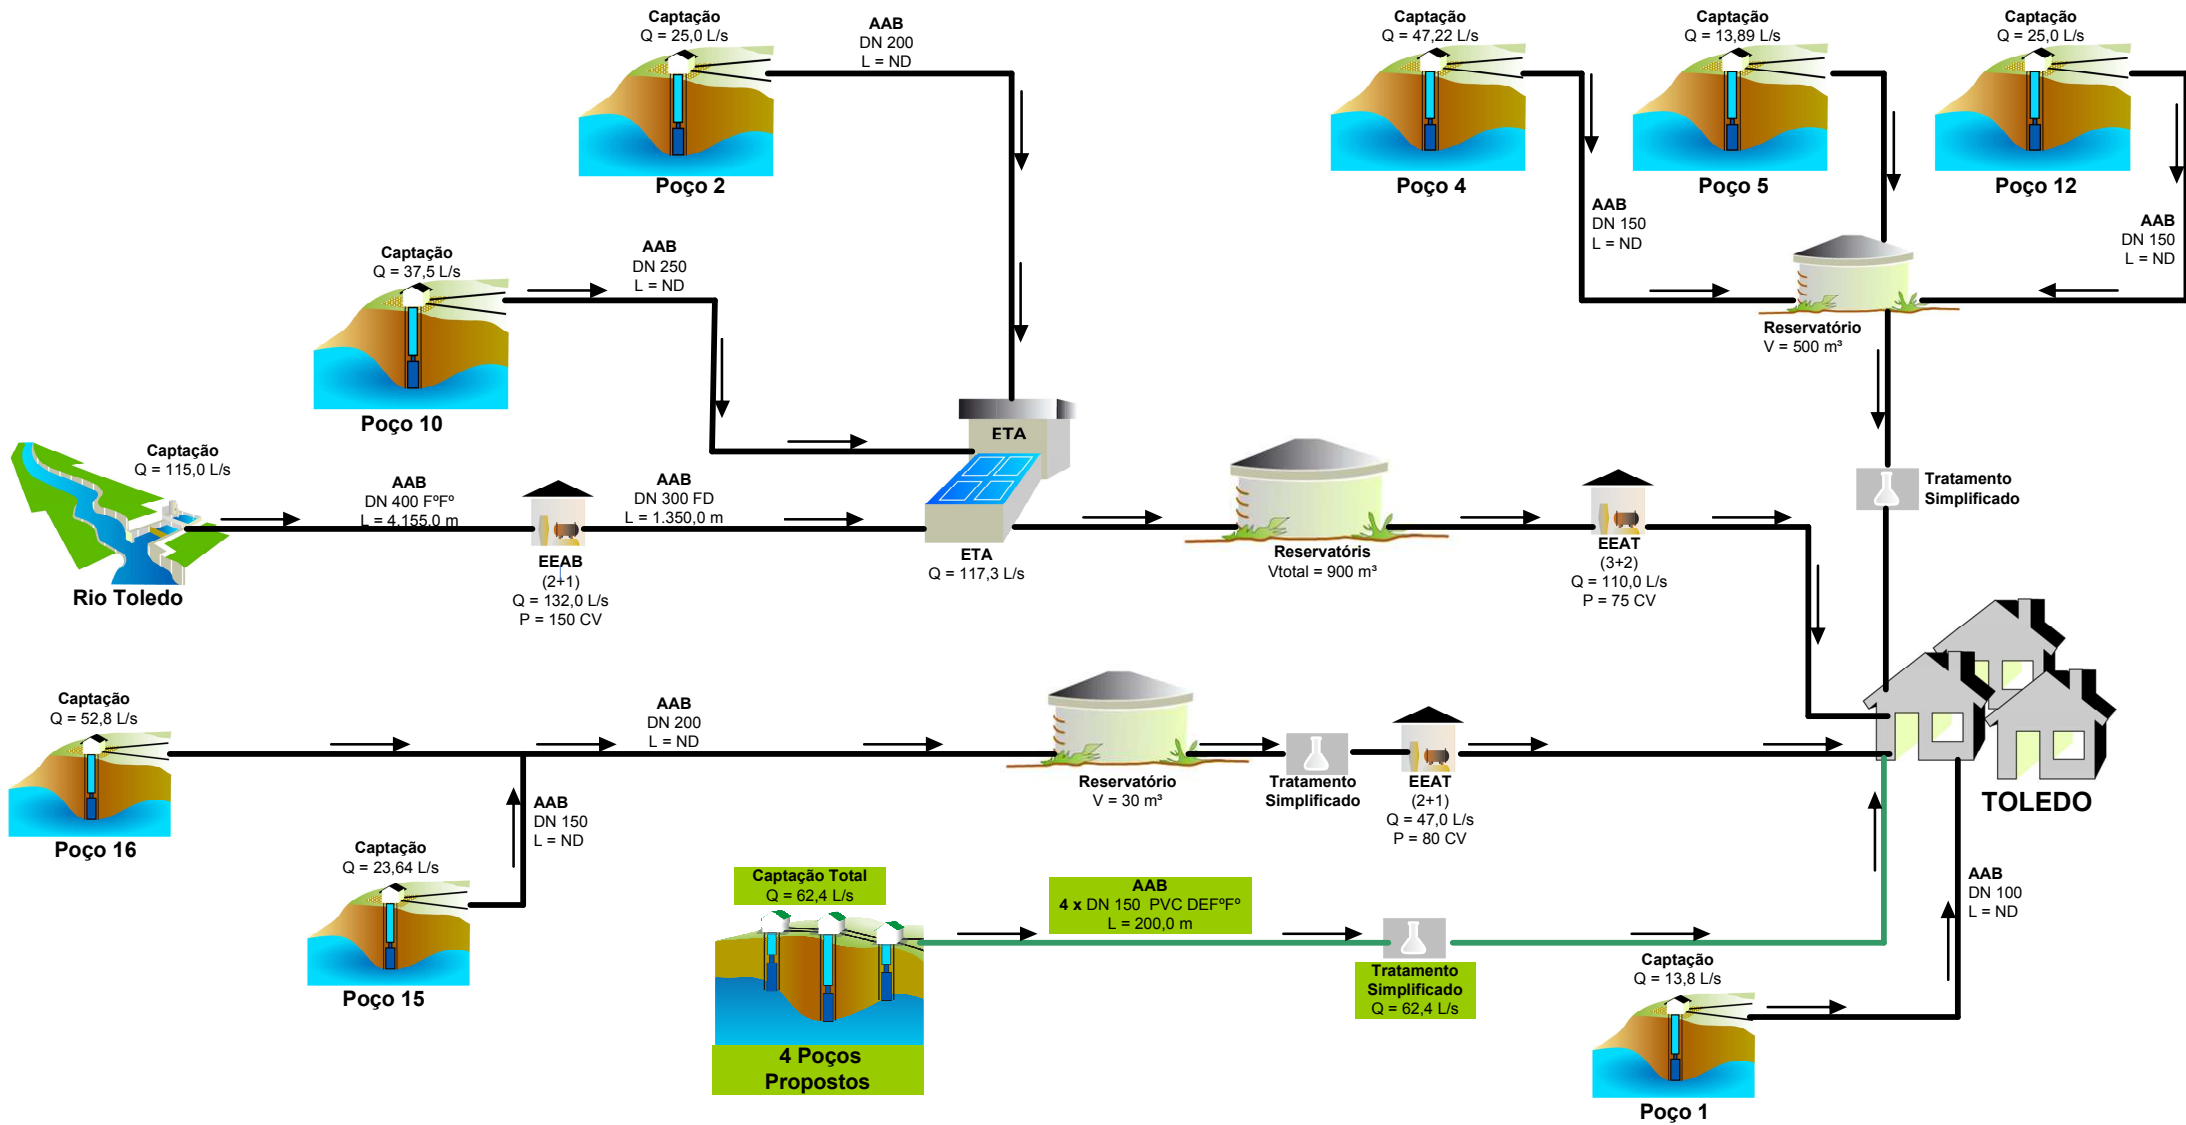 Captação
Q = 25,0 L/s
AAB
DN 200
L = ND
Poço 2
Captação
Q = 47,22 L/s
Poço 4
Captação
Q = 13,89 L/s
Poço 5
Captação
Q = 25,0 L/s
Poço 12
AAB
DN 150
L = ND
AAB
DN 150
L = ND
Reservatório
V = 500 m³
Tratamento
Simplificado
Captação
Q = 37,5 L/s
AAB
DN 250
L = ND
Poço 10
Captação
Q = 115,0 L/s
Rio Toledo
AAB
DN 400 FºFº
L = 4.155,0 m
EEAB
(2+1)
Q = 132,0 L/s
P = 150 CV
AAB
DN 300 FD
L = 1.350,0 m
ETA
ETA
Q = 117,3 L/s
Reservatóris
Vtotal = 900 m³
EEAT
(3+2)
Q = 110,0 L/s
P = 75 CV
Captação
Q = 52,8 L/s
Poço 16
AAB
DN 200
L = ND
AAB
DN 150
L = ND
Captação
Q = 23,64 L/s
Poço 15
Reservatório
V = 30 m³
Tratamento
Simplificado
EEAT
(2+1)
Q = 47,0 L/s
P = 80 CV
TOLEDO
Captação Total
Q = 62,4 L/s
4 Poços
Propostos
AAB
4 x DN 150 PVC DEFºFº
L = 200,0 m
Tratamento
Simplificado
Q = 62,4 L/s
Captação
Q = 13,8 L/s
Poço 1
AAB
DN 100
L = ND